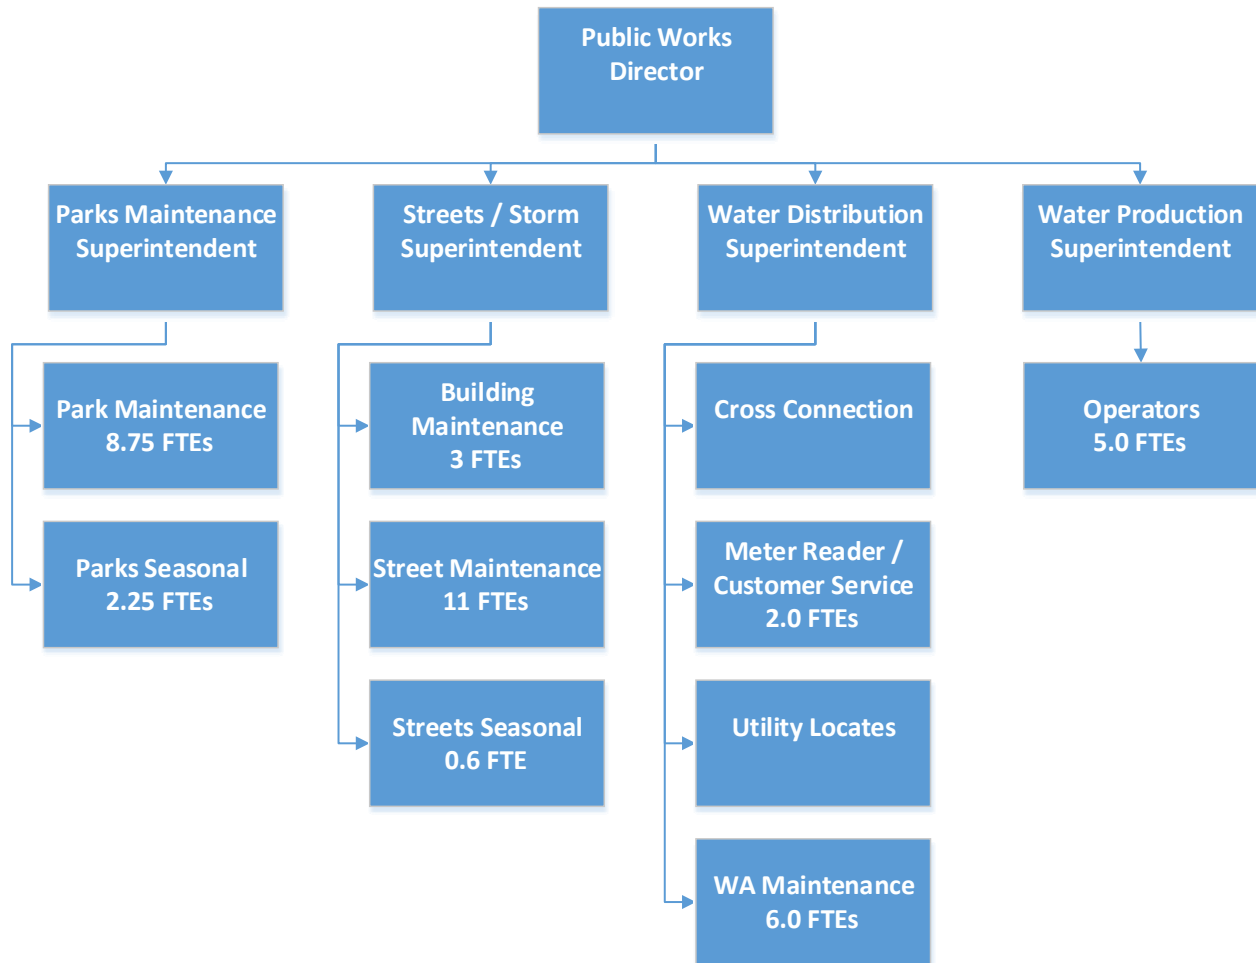 Public Works
Director
Parks Maintenance
Superintendent
Streets / Storm
Superintendent
Water Distribution
Superintendent
Water Production
Superintendent
Park Maintenance
8.75 FTEs
Building
Maintenance
3 FTEs
Cross Connection
Operators
5.0 FTEs
Parks Seasonal
2.25 FTEs
Street Maintenance
11 FTEs
Meter Reader /
Customer Service
2.0 FTEs
Streets Seasonal
0.6 FTE
Utility Locates
WA Maintenance
6.0 FTEs